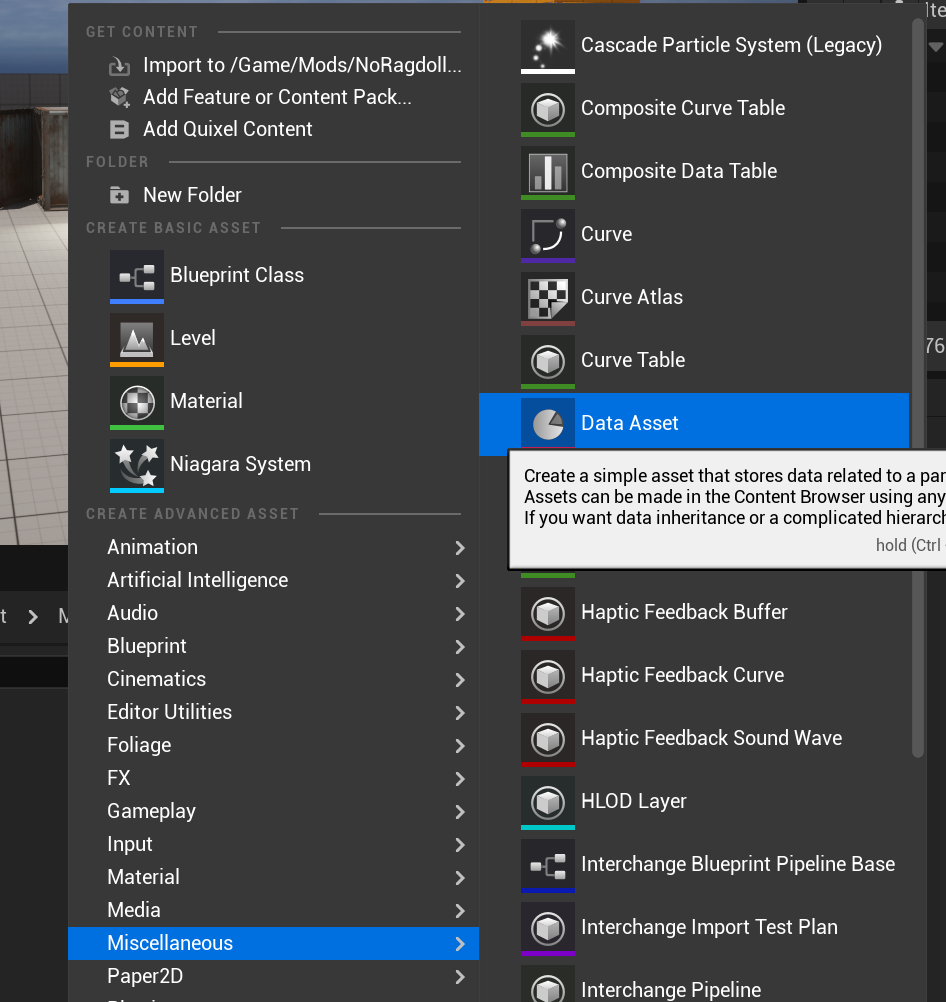 GET CONTENT
Import to /Game/Mods/NoRagdoll...
Add Feature or Content Pack...
Add Quixel Content
FOLDER
New Folder
CREATE BASIC ASSET
Blueprint Class
Level
Material
Niagara System
CREATE ADVANCED ASSET
Animation
Artificial Intelligence
Audio
Blueprint
Cinematics
Editor Utilities
Foliage
FX
Gameplay
Input
Material
Media
Miscellaneous
Paper2D
Cascade Particle System (Legacy)
Composite Curve Table
Composite Data Table
Curve
Curve Atlas
Curve Table
Data Asset
Create a simple asset that stores data related to a par
Assets can be made in the Content Browser using any
If you want data inheritance or a complicated hierarch
hold (Ctrl
Haptic Feedback Buffer
Haptic Feedback Curve
Haptic Feedback Sound Wave
HLOD Layer
Interchange Blueprint Pipeline Base
Interchange Import Test Plan
Interchange Pipeline
76